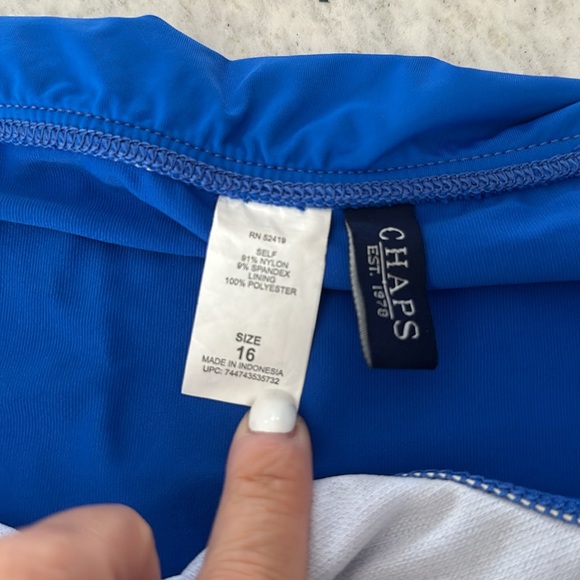 RN 52419
SELF
91% NYLON
9% SPANDEX
LINING
100% POLYESTER
SIZE
16
MADE IN INDONESIA
UPC: 744743535732
CHAPS
EST. 1978